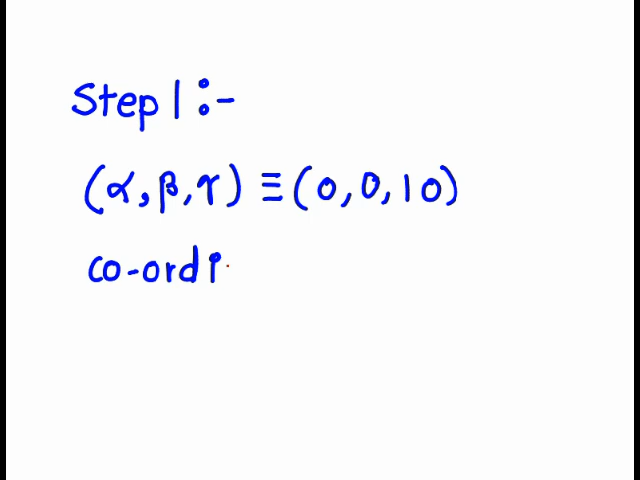 Step 1 :-
(α, β, γ) ≡ (0, 0, 10)
co-ordi